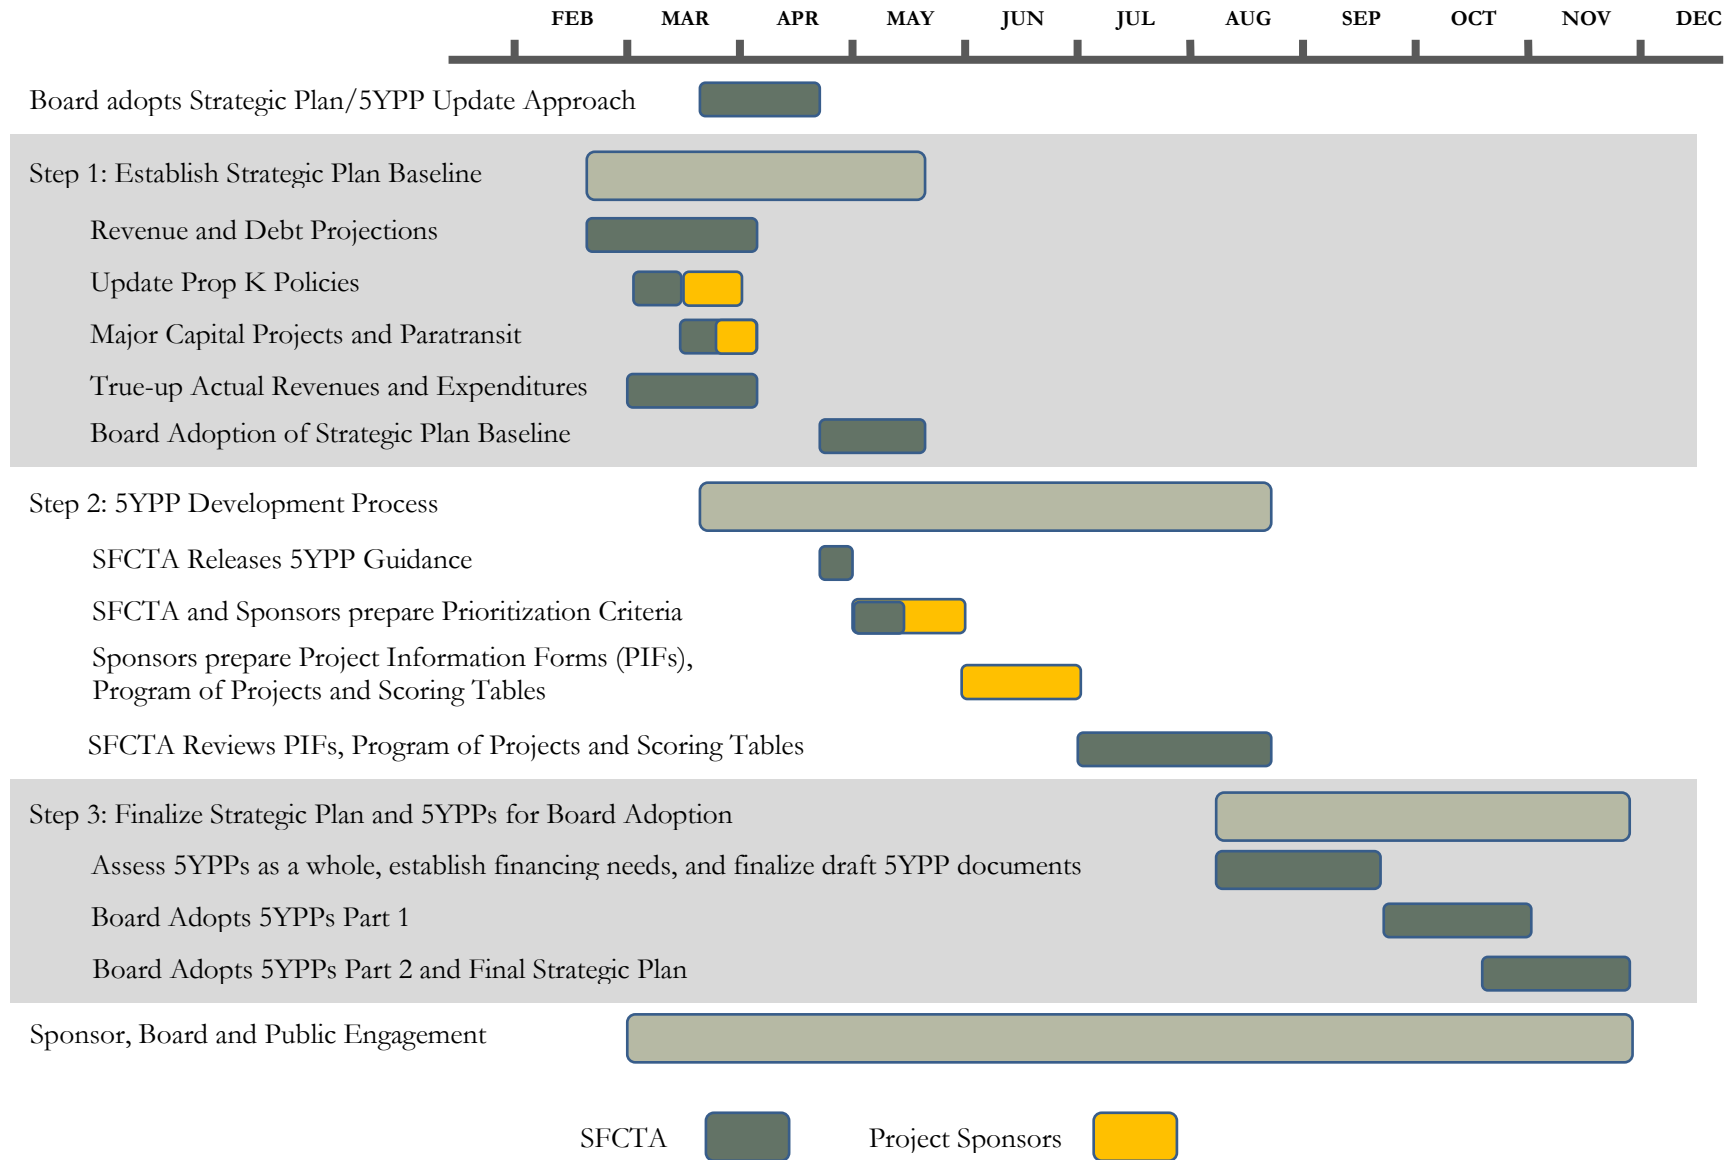 FEB MAR APR MAY JUN JUL AUG SEP OCT NOV DEC
Board adopts Strategic Plan/5YPP Update Approach
Step 1: Establish Strategic Plan Baseline
Revenue and Debt Projections
Update Prop K Policies
Major Capital Projects and Paratransit
True-up Actual Revenues and Expenditures
Board Adoption of Strategic Plan Baseline
Step 2: 5YPP Development Process
SFCTA Releases 5YPP Guidance
SFCTA and Sponsors prepare Prioritization Criteria
Sponsors prepare Project Information Forms (PIFs),
Program of Projects and Scoring Tables
SFCTA Reviews PIFs, Program of Projects and Scoring Tables
Step 3: Finalize Strategic Plan and 5YPPs for Board Adoption
Assess 5YPPs as a whole, establish financing needs, and finalize draft 5YPP documents
Board Adopts 5YPPs Part 1
Board Adopts 5YPPs Part 2 and Final Strategic Plan
Sponsor, Board and Public Engagement
SFCTA Project Sponsors